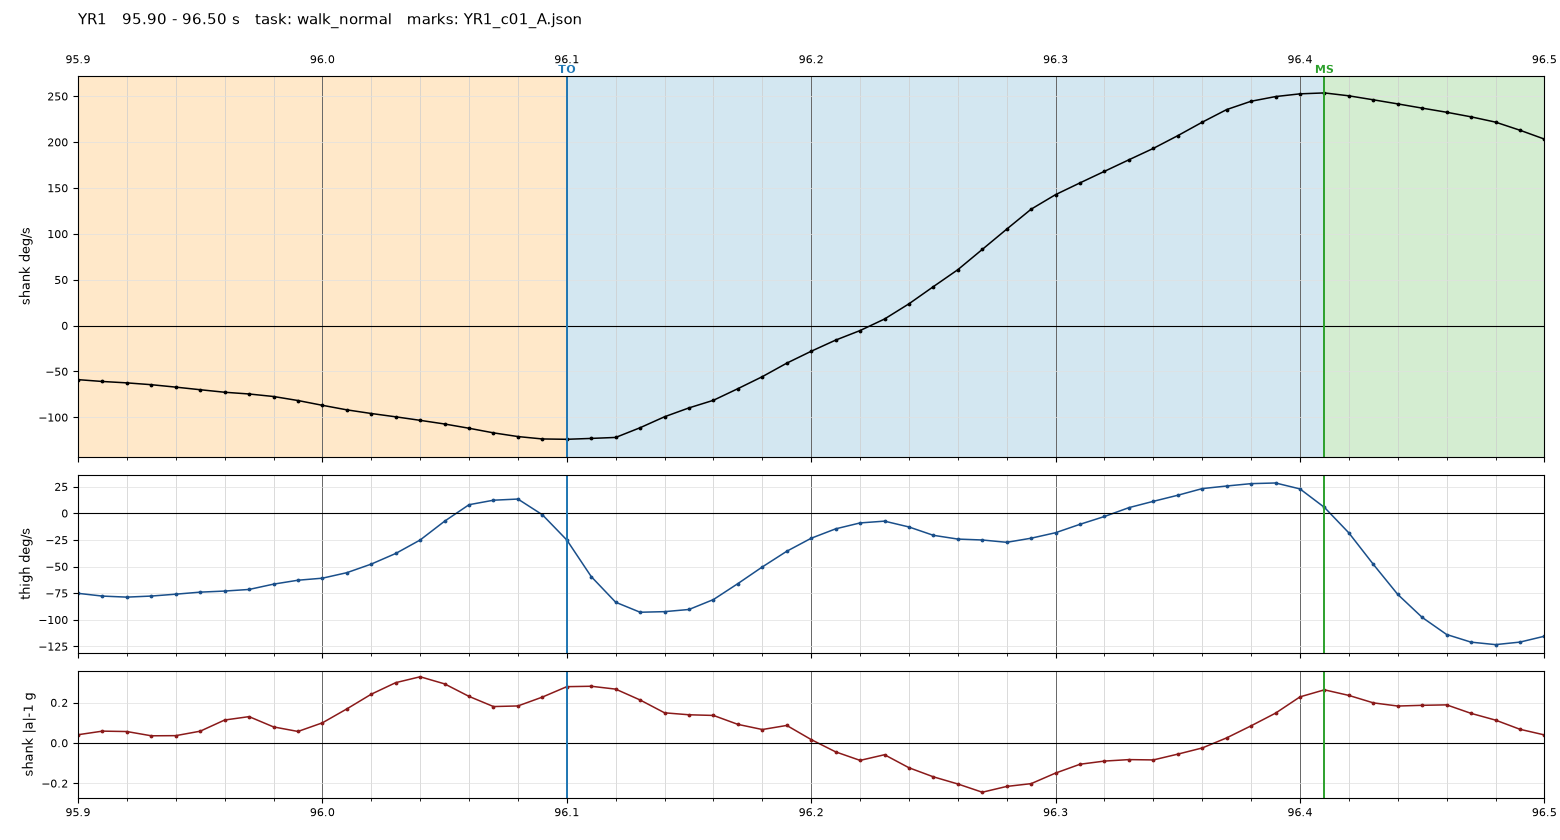 YR1   95.90 - 96.50 s   task: walk_normal   marks: YR1_c01_A.json
95.9 96.0 96.1 96.2 96.3 96.4 96.5
TO MS
250
200
150
100
50
0
−50
−100
shank deg/s
25
0
−25
−50
−75
−100
−125
thigh deg/s
0.2
0.0
−0.2
shank |a|-1 g
95.9 96.0 96.1 96.2 96.3 96.4 96.5